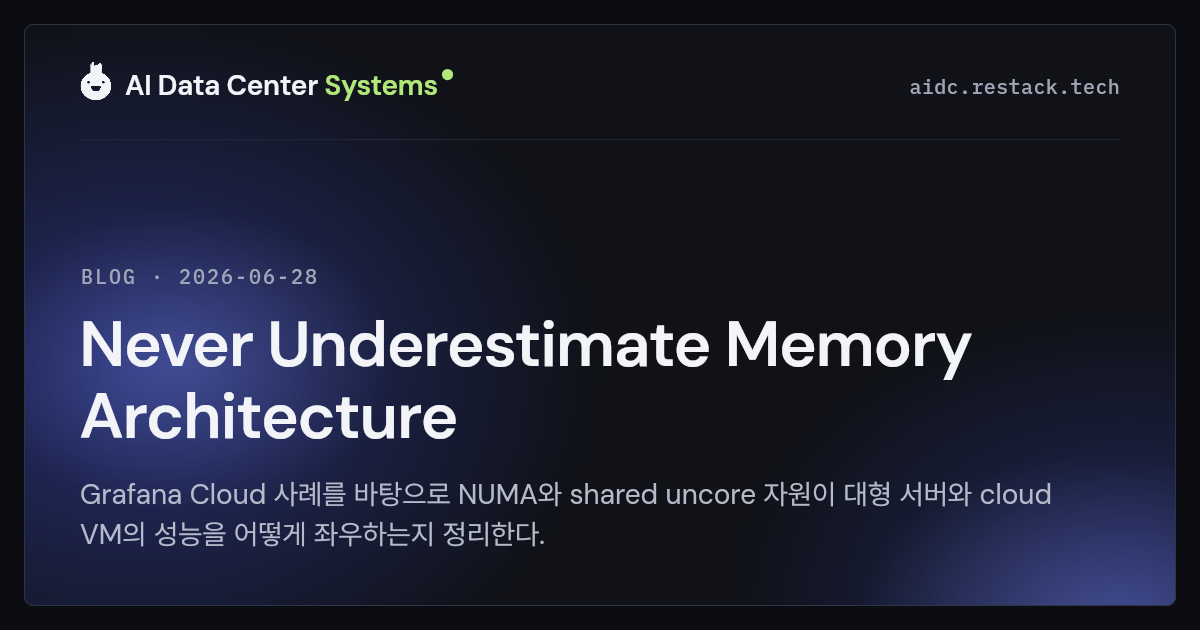 AI Data Center Systems
aidc.restack.tech
BLOG · 2026-06-28
Never Underestimate Memory
Architecture
Grafana Cloud 사례를 바탕으로 NUMA와 shared uncore 자원이 대형 서버와 cloud
VM의 성능을 어떻게 좌우하는지 정리한다.